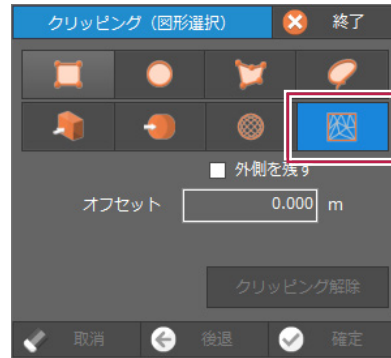 クリッピング（図形選択） 終了
外側を残す
オフセット 0.000 m
クリッピング解除
取消 後退 確定